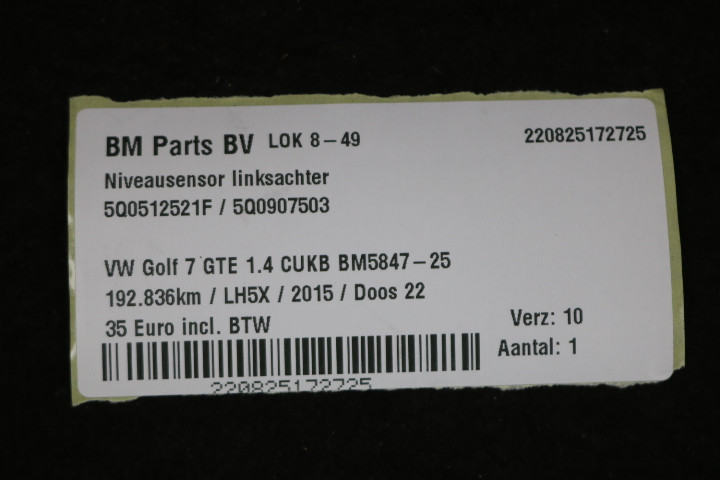 BM Parts BV LOK 8-49 220825172725
Niveausensor linksachter
5Q0512521F / 5Q0907503
VW Golf 7 GTE 1.4 CUKB BM5847-25
192.836km / LH5X / 2015 / Doos 22
35 Euro incl. BTW Verz: 10
Aantal: 1
220825172725